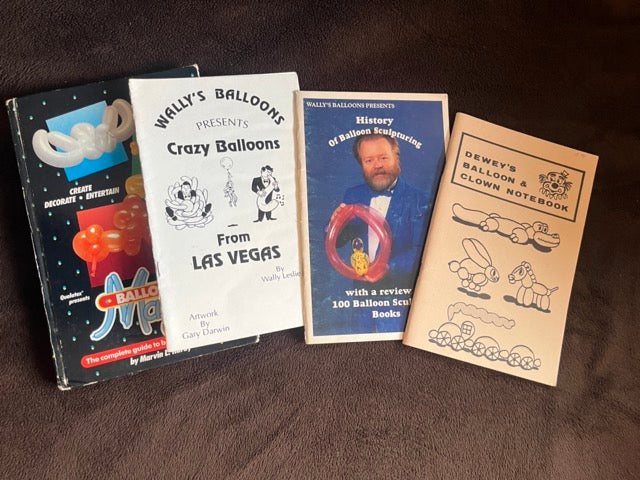 CREATE
DECORATE • ENTERTAIN
Qualatex® presents
BALLOON
The complete guide to
by Marvin L.
WALLY'S BALLOONS
PRESENTS
Crazy Balloons
From
LAS VEGAS
By
Wally Leslie
Artwork
By
Gary Darwin
WALLY'S BALLOONS PRESENTS
History
Of Balloon Sculpturing
with a review
100 Balloon
Books
DEWEY'S
BALLOON &
CLOWN NOTEBOOK